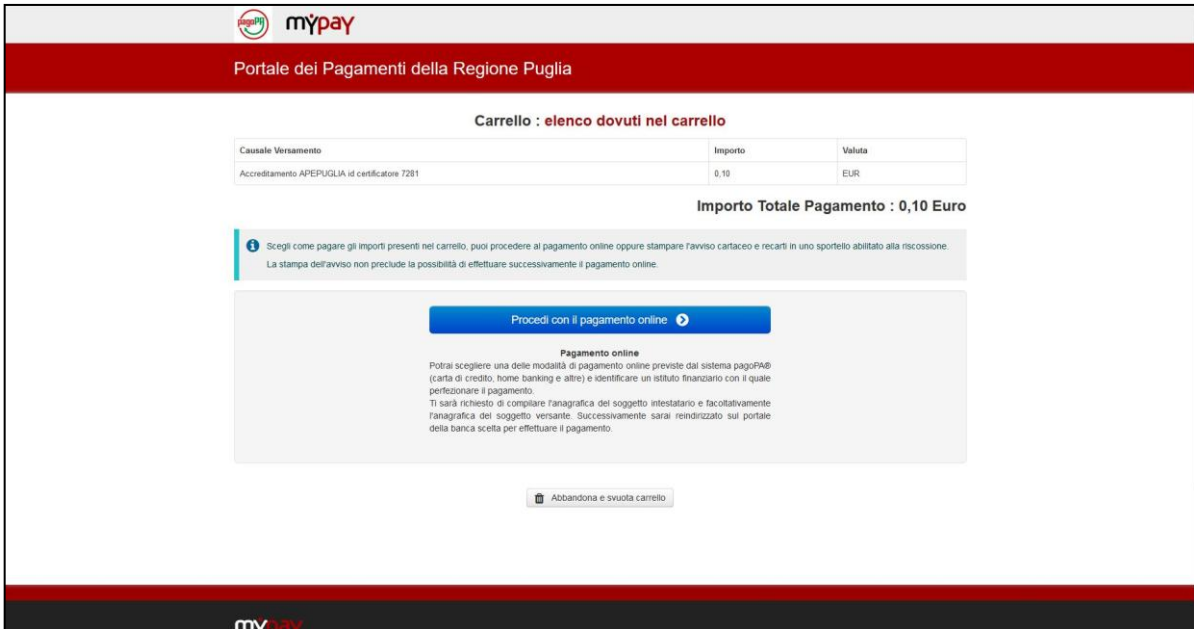 pagoPA mypay
Portale dei Pagamenti della Regione Puglia
Carrello : elenco dovuti nel carrello
Causale Versamento Importo Valuta
Accreditamento APEPUGLIA id certificatore 7281 0,10 EUR
Importo Totale Pagamento : 0,10 Euro
Scegli come pagare gli importi presenti nel carrello, puoi procedere al pagamento online oppure stampare l'avviso cartaceo e recarti in uno sportello abilitato alla riscossione.
La stampa dell'avviso non preclude la possibilità di effettuare successivamente il pagamento online.
Procedi con il pagamento online
Pagamento online
Potrai scegliere una delle modalità di pagamento online previste dal sistema pagoPA®
(carta di credito, home banking e altre) e identificare un istituto finanziario con il quale
perfezionare il pagamento.
Ti sarà richiesto di compilare l'anagrafica del soggetto intestatario e facoltativamente
l'anagrafica del soggetto versante. Successivamente sarai reindirizzato sul portale
della banca scelta per effettuare il pagamento.
Abbandona e svuota carrello
mypay